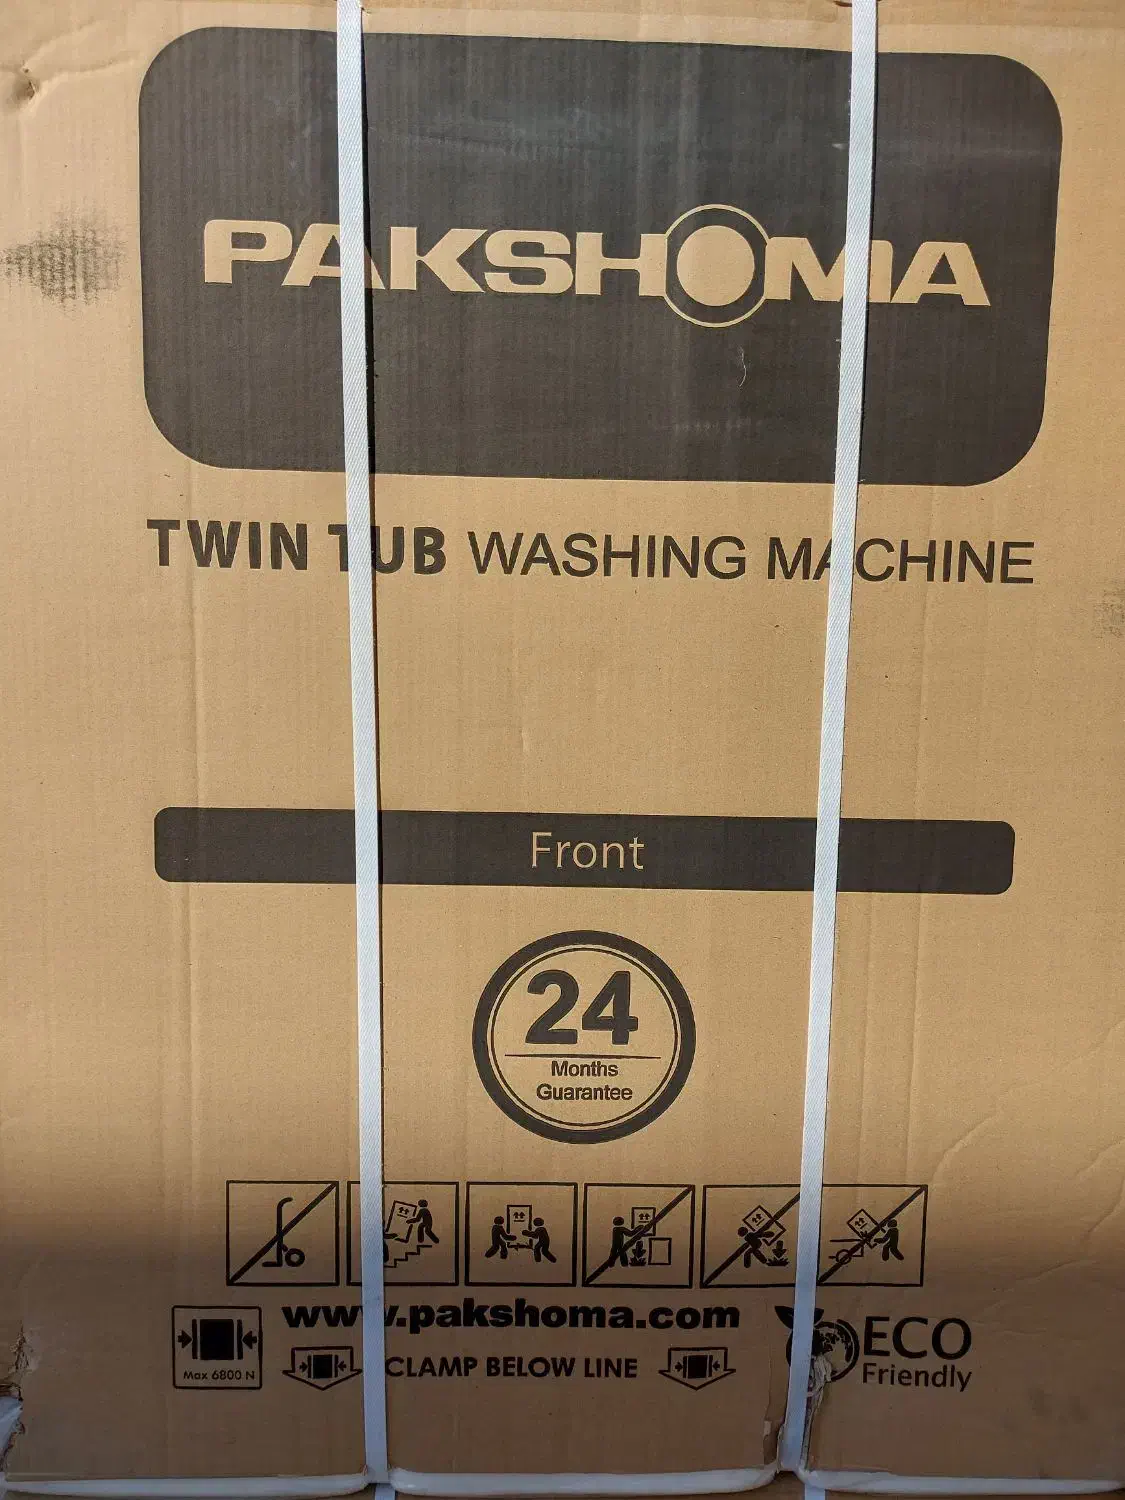 PAKSHOMA
TWIN TUB WASHING MACHINE
Front
24
Months
Guarantee
www.pakshoma.com
Max 6800 N
CLAMP BELOW LINE
ECO
Friendly